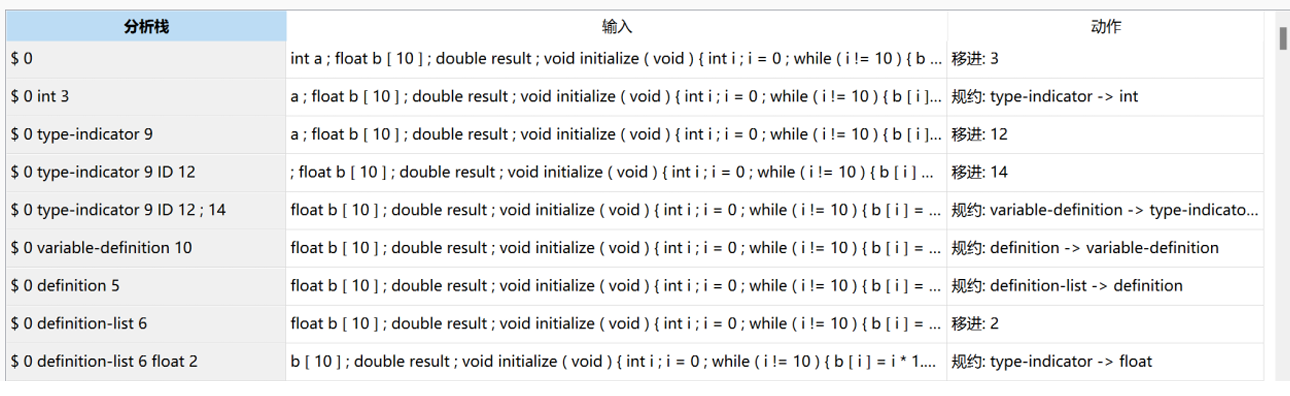 分析栈 输入 动作
$ 0 int a ; float b [ 10 ] ; double result ; void initialize ( void ) { int i ; i = 0 ; while ( i != 10 ) { b ... 移进: 3
$ 0 int 3 a ; float b [ 10 ] ; double result ; void initialize ( void ) { int i ; i = 0 ; while ( i != 10 ) { b [ i ]... 规约: type-indicator -> int
$ 0 type-indicator 9 a ; float b [ 10 ] ; double result ; void initialize ( void ) { int i ; i = 0 ; while ( i != 10 ) { b [ i ]... 移进: 12
$ 0 type-indicator 9 ID 12 ; float b [ 10 ] ; double result ; void initialize ( void ) { int i ; i = 0 ; while ( i != 10 ) { b [ i ] ... 移进: 14
$ 0 type-indicator 9 ID 12 ; 14 float b [ 10 ] ; double result ; void initialize ( void ) { int i ; i = 0 ; while ( i != 10 ) { b [ i ] = ... 规约: variable-definition -> type-indicato...
$ 0 variable-definition 10 float b [ 10 ] ; double result ; void initialize ( void ) { int i ; i = 0 ; while ( i != 10 ) { b [ i ] = ... 规约: definition -> variable-definition
$ 0 definition 5 float b [ 10 ] ; double result ; void initialize ( void ) { int i ; i = 0 ; while ( i != 10 ) { b [ i ] = ... 规约: definition-list -> definition
$ 0 definition-list 6 float b [ 10 ] ; double result ; void initialize ( void ) { int i ; i = 0 ; while ( i != 10 ) { b [ i ] = ... 移进: 2
$ 0 definition-list 6 float 2 b [ 10 ] ; double result ; void initialize ( void ) { int i ; i = 0 ; while ( i != 10 ) { b [ i ] = i * 1.... 规约: type-indicator -> float